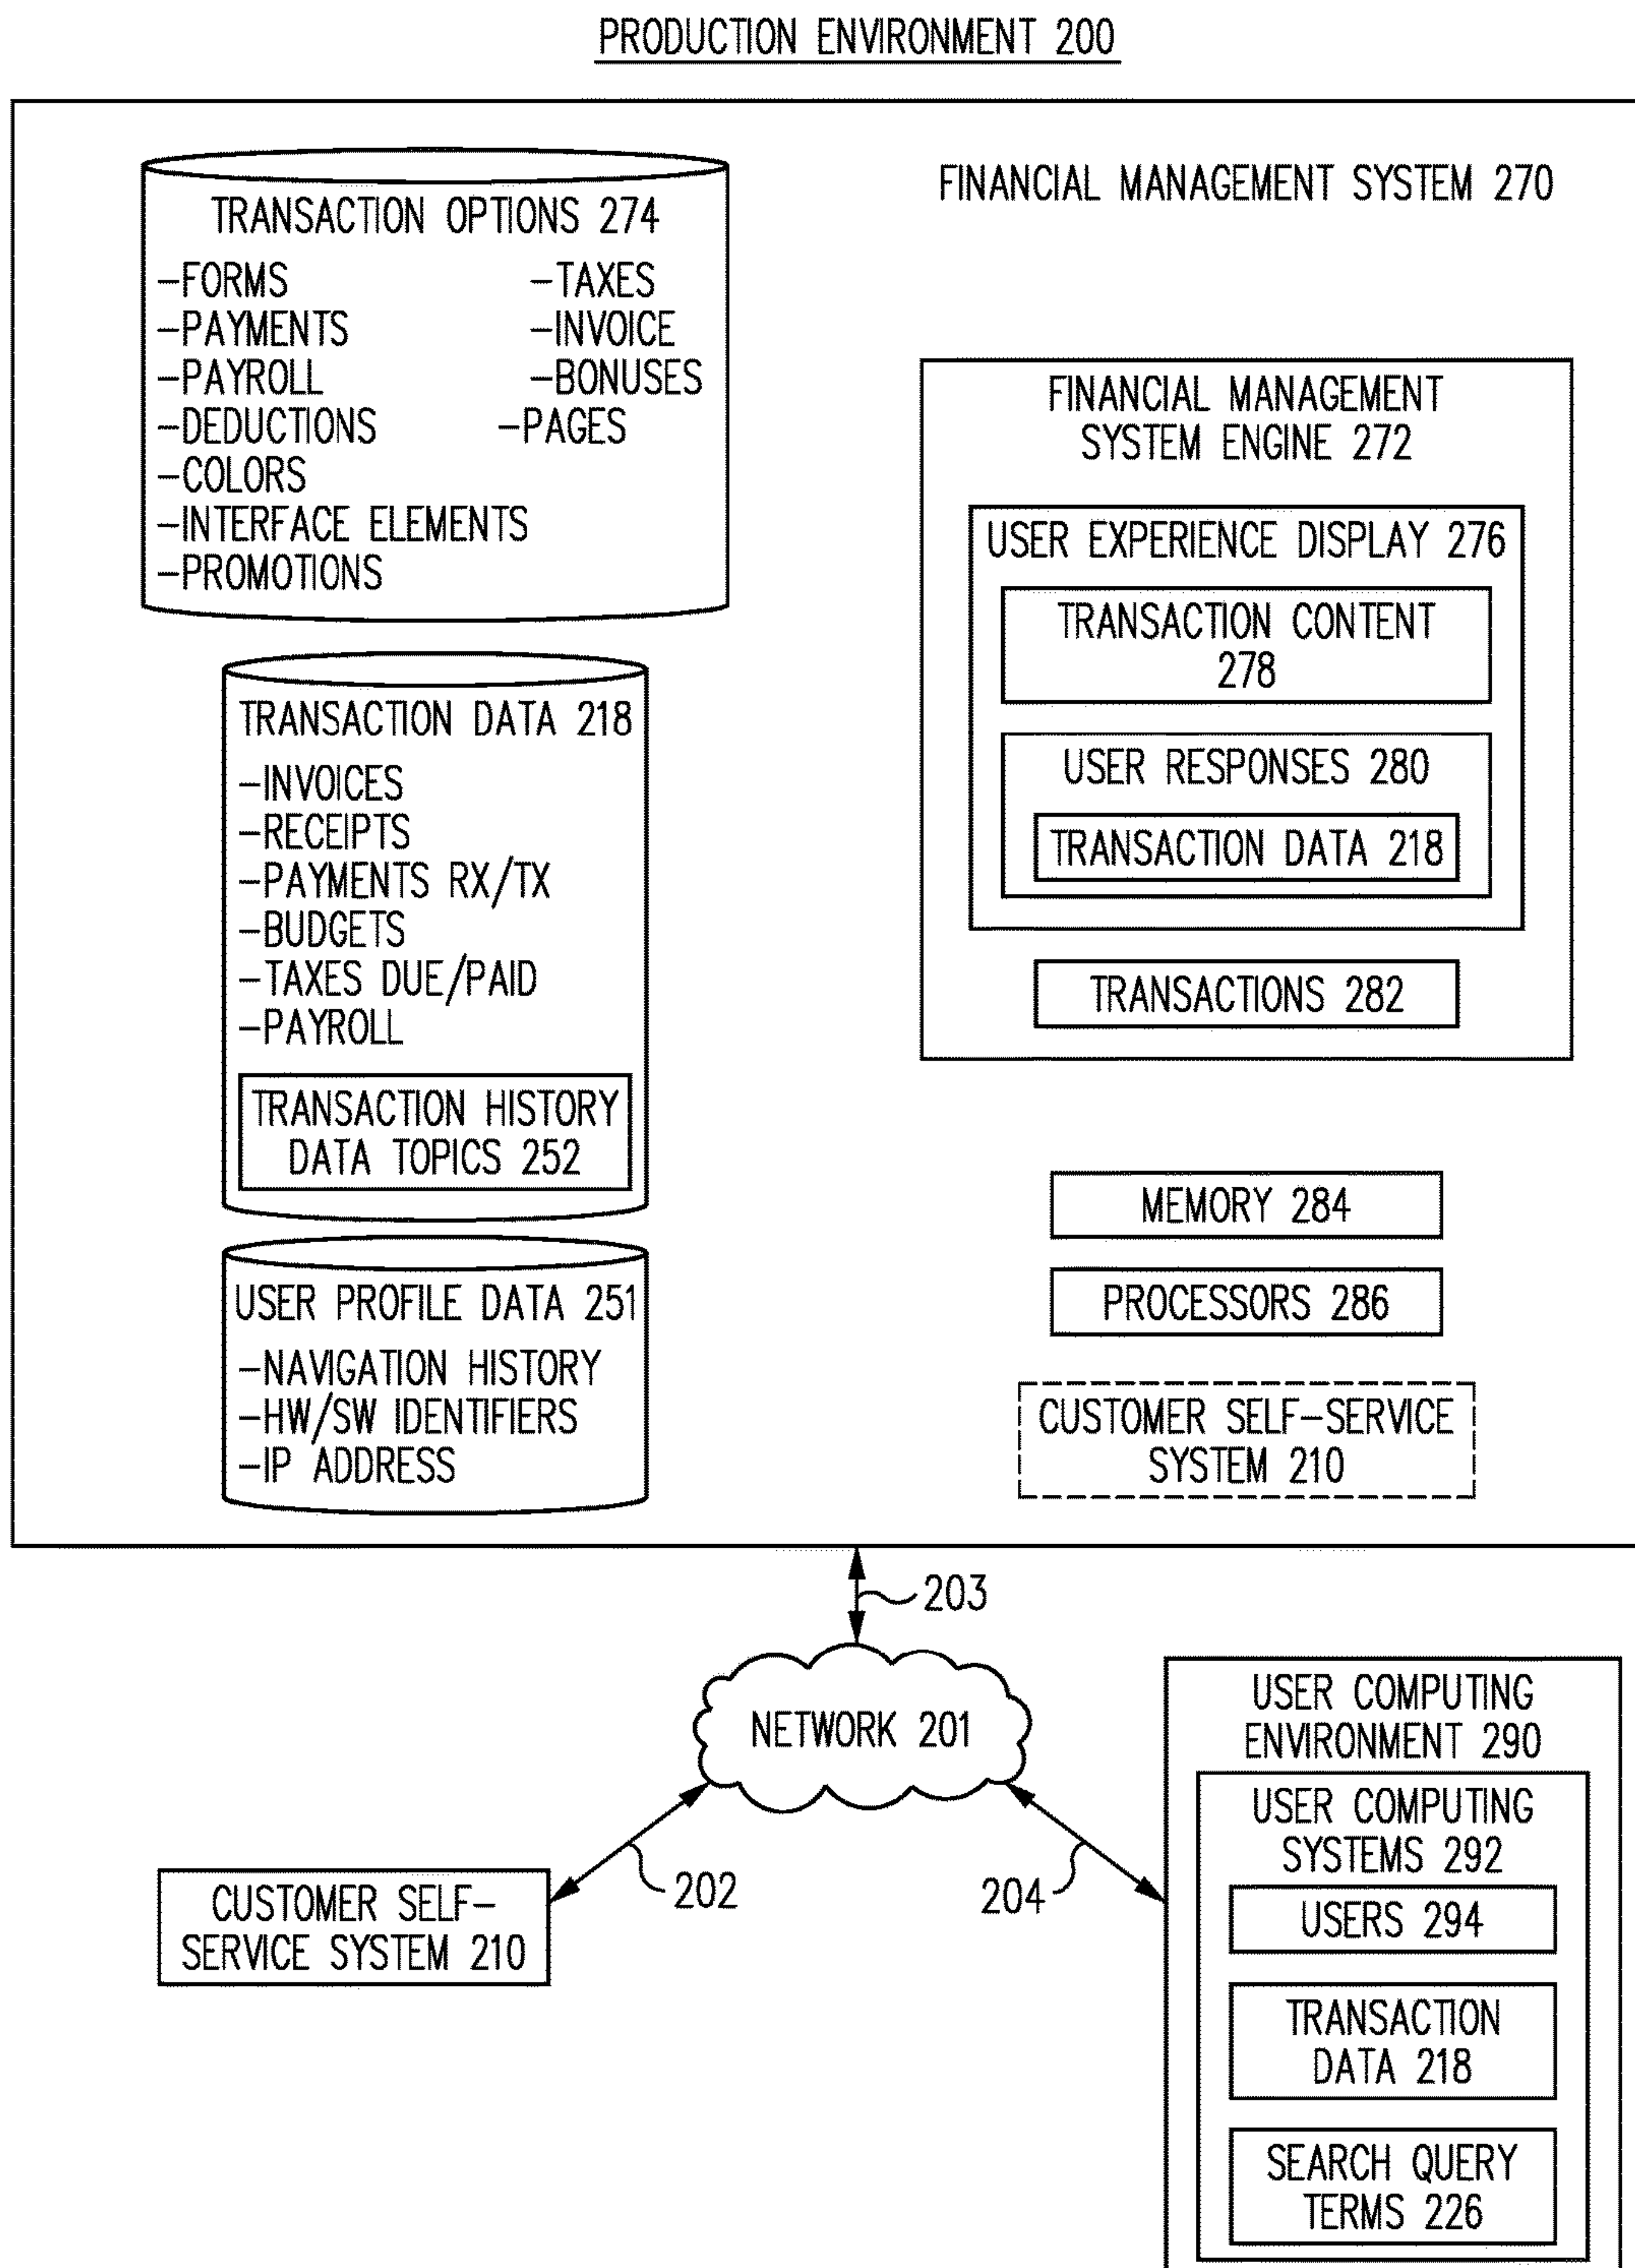 PRODUCTION ENVIRONMENT 200
FINANCIAL MANAGEMENT SYSTEM 270
TRANSACTION OPTIONS 274
-FORMS
-PAYMENTS
-PAYROLL
-DEDUCTIONS
-COLORS
-INTERFACE ELEMENTS
-PROMOTIONS
-TAXES
-INVOICE
-BONUSES
-PAGES
TRANSACTION DATA 218
-INVOICES
-RECEIPTS
-PAYMENTS RX/TX
-BUDGETS
-TAXES DUE/PAID
-PAYROLL
TRANSACTION HISTORY
DATA TOPICS 252
USER PROFILE DATA 251
-NAVIGATION HISTORY
-HW/SW IDENTIFIERS
-IP ADDRESS
FINANCIAL MANAGEMENT
SYSTEM ENGINE 272
USER EXPERIENCE DISPLAY 276
TRANSACTION CONTENT
278
USER RESPONSES 280
TRANSACTION DATA 218
TRANSACTIONS 282
MEMORY 284
PROCESSORS 286
CUSTOMER SELF-SERVICE
SYSTEM 210
203
NETWORK 201
202
204
CUSTOMER SELF-
SERVICE SYSTEM 210
USER COMPUTING
ENVIRONMENT 290
USER COMPUTING
SYSTEMS 292
USERS 294
TRANSACTION
DATA 218
SEARCH QUERY
TERMS 226